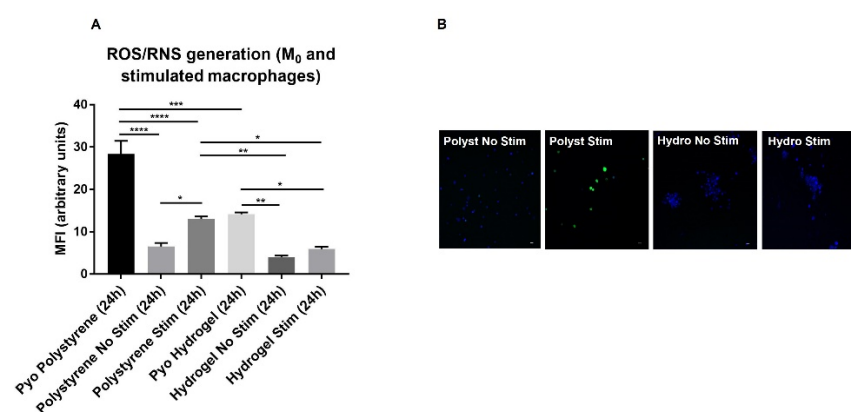 A
ROS/RNS generation (M0 and
stimulated macrophages)
MFI (arbitrary units)
40
30
20
10
0
***
****
****
*
**
*
*
**
Pyo Polystyrene (24h)
Polystyrene No Stim (24h)
Polystyrene Stim (24h)
Pyo Hydrogel (24h)
Hydrogel No Stim (24h)
Hydrogel Stim (24h)
B
Polyst No Stim
Polyst Stim
Hydro No Stim
Hydro Stim